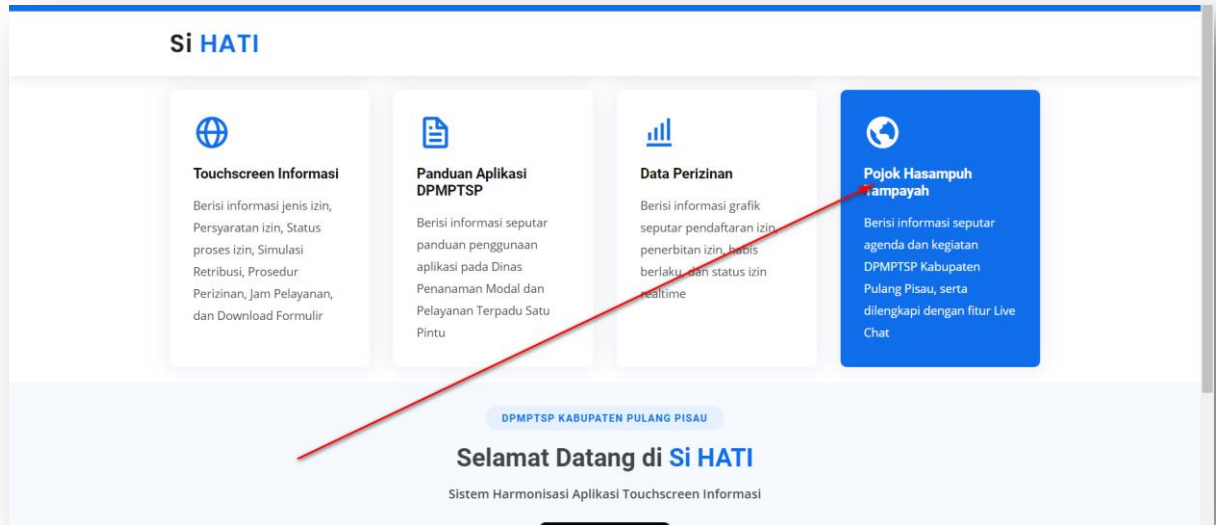 Si HATI
Touchscreen Informasi
Berisi informasi jenis izin,
Persyaratan izin, Status
proses izin, Simulasi
Retribusi, Prosedur
Perizinan, Jam Pelayanan,
dan Download Formulir
Panduan Aplikasi
DPMPTSP
Berisi informasi seputar
panduan penggunaan
aplikasi pada Dinas
Penanaman Modal dan
Pelayanan Terpadu Satu
Pintu
Data Perizinan
Berisi informasi grafik
seputar pendaftaran izin,
penerbitan izin, habis
berlaku, dan status izin
realtime
Pojok Hasampuh
Tampayah
Berisi informasi seputar
agenda dan kegiatan
DPMPTSP Kabupaten
Pulang Pisau, serta
dilengkapi dengan fitur Live
Chat
DPMPTSP KABUPATEN PULANG PISAU
Selamat Datang di Si HATI
Sistem Harmonisasi Aplikasi Touchscreen Informasi